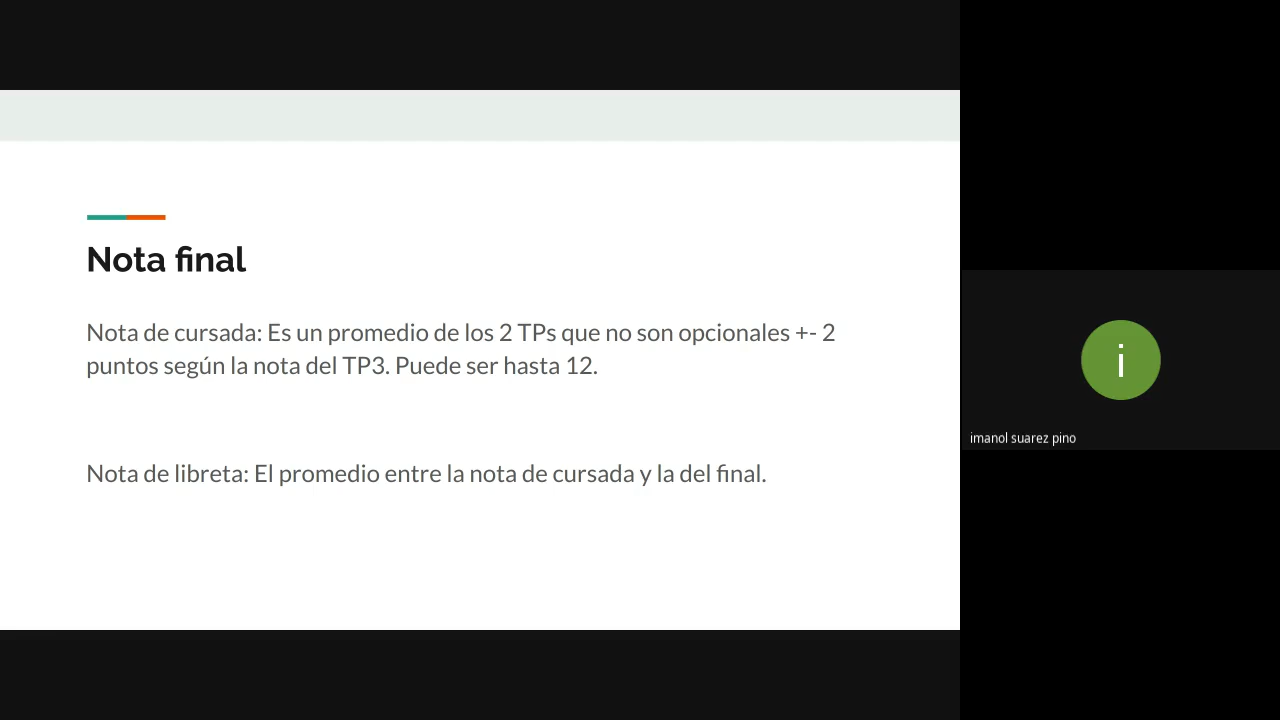 Nota final
Nota de cursada: Es un promedio de los 2 TPs que no son opcionales +- 2
puntos según la nota del TP3. Puede ser hasta 12.
Nota de libreta: El promedio entre la nota de cursada y la del final.
i
imanol suarez pino